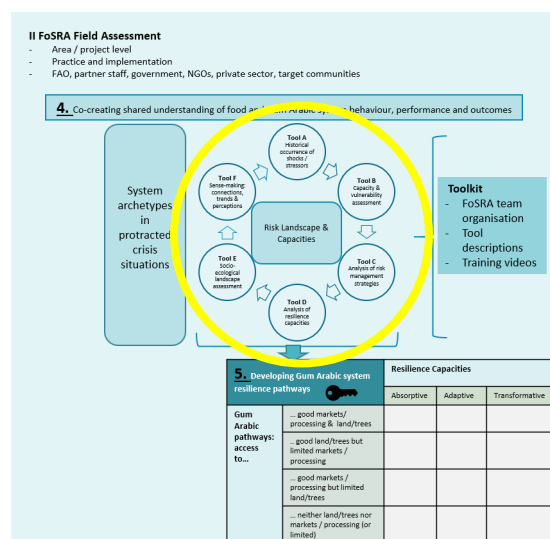 II FoSRA Field Assessment
- Area / project level
- Practice and implementation
- FAO, partner staff, government, NGOs, private sector, target communities
4. Co-creating shared understanding of food and Gum Arabic system behaviour, performance and outcomes
System
archetypes
in
protracted
crisis
situations
Tool A
Historical
occurrence of
shocks /
stressors
Tool B
Capacity &
vulnerability
assessment
Tool C
Analysis of risk
management
strategies
Tool D
Analysis of
resilience
capacities
Tool E
Socio-
ecological
landscape
assessment
Tool F
Sense-making:
connections,
trends &
perceptions
Risk Landscape &
Capacities
Toolkit
- FoSRA team
organisation
- Tool
descriptions
- Training videos
5. Developing Gum Arabic system
resilience pathways
Resilience Capacities
Absorptive
Adaptive
Transformative
Gum
Arabic
pathways:
access
to...
... good markets/
processing & land/trees
.. good land/trees but
limited markets /
processing
... good markets /
processing but limited
land/trees
... neither land/trees nor
markets / processing (or
limited)